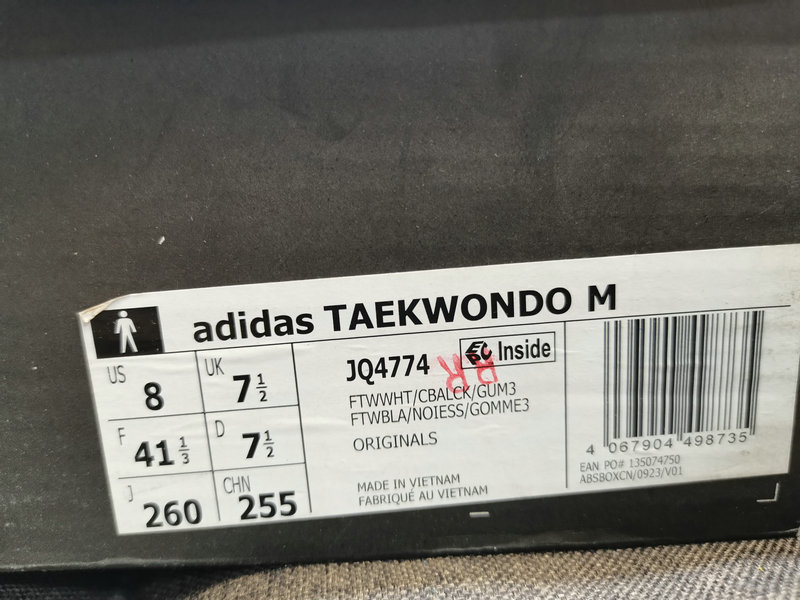 adidas TAEKWONDO M
US 8 UK 7 1/2
F 41 1/3 D 7 1/2
J 260 CHN 255
JQ4774
Inside
RR
FTWWHT/CBALCK/GUM3
FTWBLA/NOIESS/GOMME3
ORIGINALS
MADE IN VIETNAM
FABRIQUÉ AU VIETNAM
4 067904 498735
EAN PO# 135074750
ABSBOXCN/0923/V01